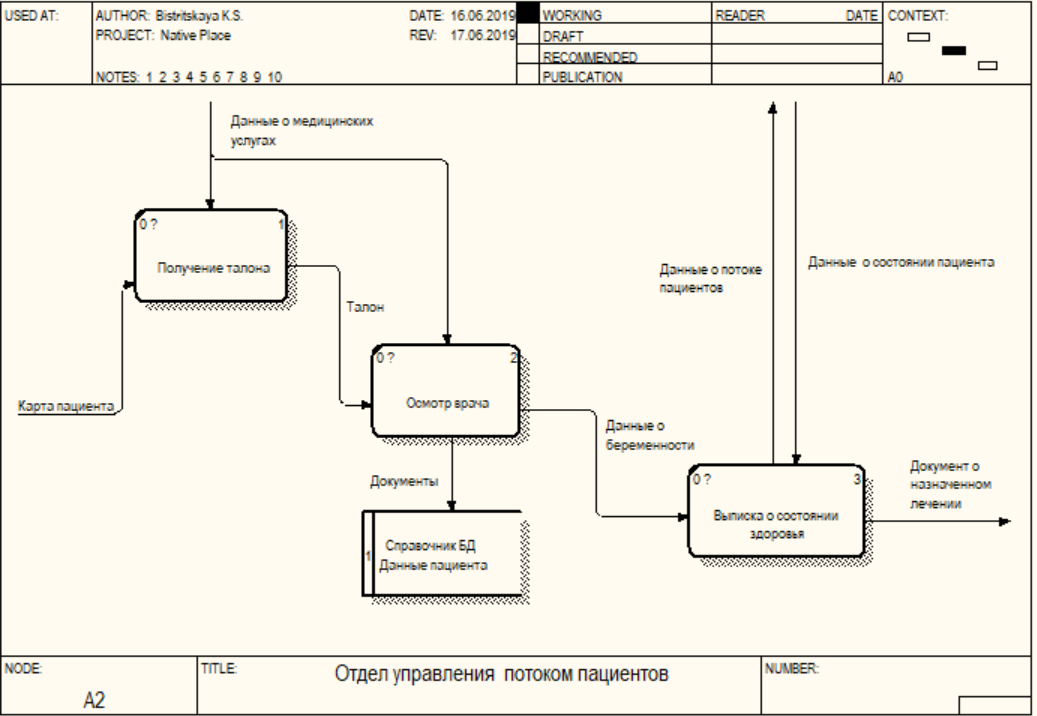 USED AT:
AUTHOR: Bistritskaya K.S.
DATE: 16.06.2019
PROJECT: Native Place
REV: 17.06.2019
NOTES: 1 2 3 4 5 6 7 8 9 10
WORKING
DRAFT
RECOMMENDED
PUBLICATION
READER DATE
CONTEXT:
A0
Данные о медицинских
услугах
0 ? 1
Получение талона
Данные о потоке
пациентов
Данные о состоянии пациента
Талон
0 ? 2
Осмотр врача
Карта пациента
Данные о
беременности
Документы
0 ? 3
Выписка о состоянии
здоровья
Документ о
назначенном
лечении
1
Справочник БД
Данные пациента
NODE:
A2
TITLE:
Отдел управления потоком пациентов
NUMBER: